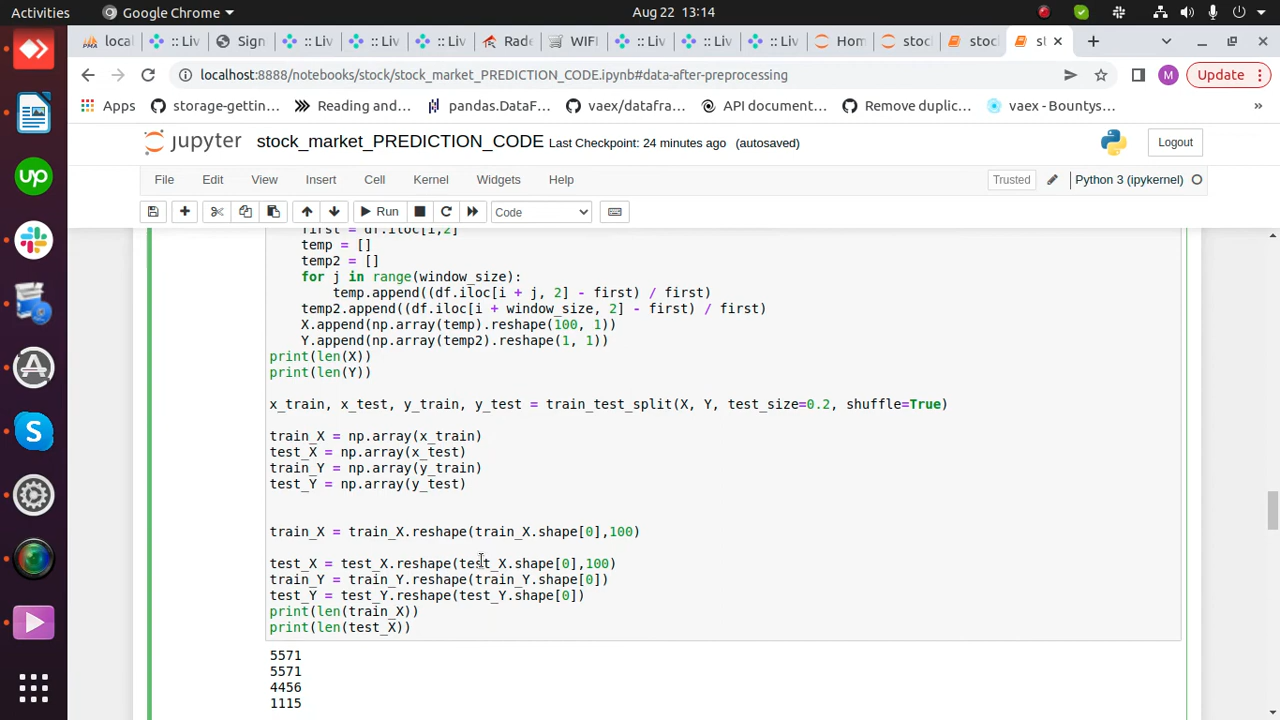 Activities Google Chrome Aug 22 13:14
local :: Liv Sign :: Liv :: Liv :: Liv Rade WIFI :: Liv :: Liv :: Liv Hom stoc stoc st
localhost:8888/notebooks/stock/stock_market_PREDICTION_CODE.ipynb#data-after-preprocessing M Update
Apps storage-gettin... Reading and... pandas.DataF... vaex/datafra... API document... Remove duplic... vaex - Bountys... »
jupyter stock_market_PREDICTION_CODE Last Checkpoint: 24 minutes ago (autosaved) Logout
File Edit View Insert Cell Kernel Widgets Help Trusted Python 3 (ipykernel)
Run Code
first = df.iloc[i,2]
temp = []
temp2 = []
for j in range(window_size):
temp.append((df.iloc[i + j, 2] - first) / first)
temp2.append((df.iloc[i + window_size, 2] - first) / first)
X.append(np.array(temp).reshape(100, 1))
Y.append(np.array(temp2).reshape(1, 1))
print(len(X))
print(len(Y))
x_train, x_test, y_train, y_test = train_test_split(X, Y, test_size=0.2, shuffle=True)
train_X = np.array(x_train)
test_X = np.array(x_test)
train_Y = np.array(y_train)
test_Y = np.array(y_test)
train_X = train_X.reshape(train_X.shape[0],100)
test_X = test_X.reshape(test_X.shape[0],100)
train_Y = train_Y.reshape(train_Y.shape[0])
test_Y = test_Y.reshape(test_Y.shape[0])
print(len(train_X))
print(len(test_X))
5571
5571
4456
1115
up
S